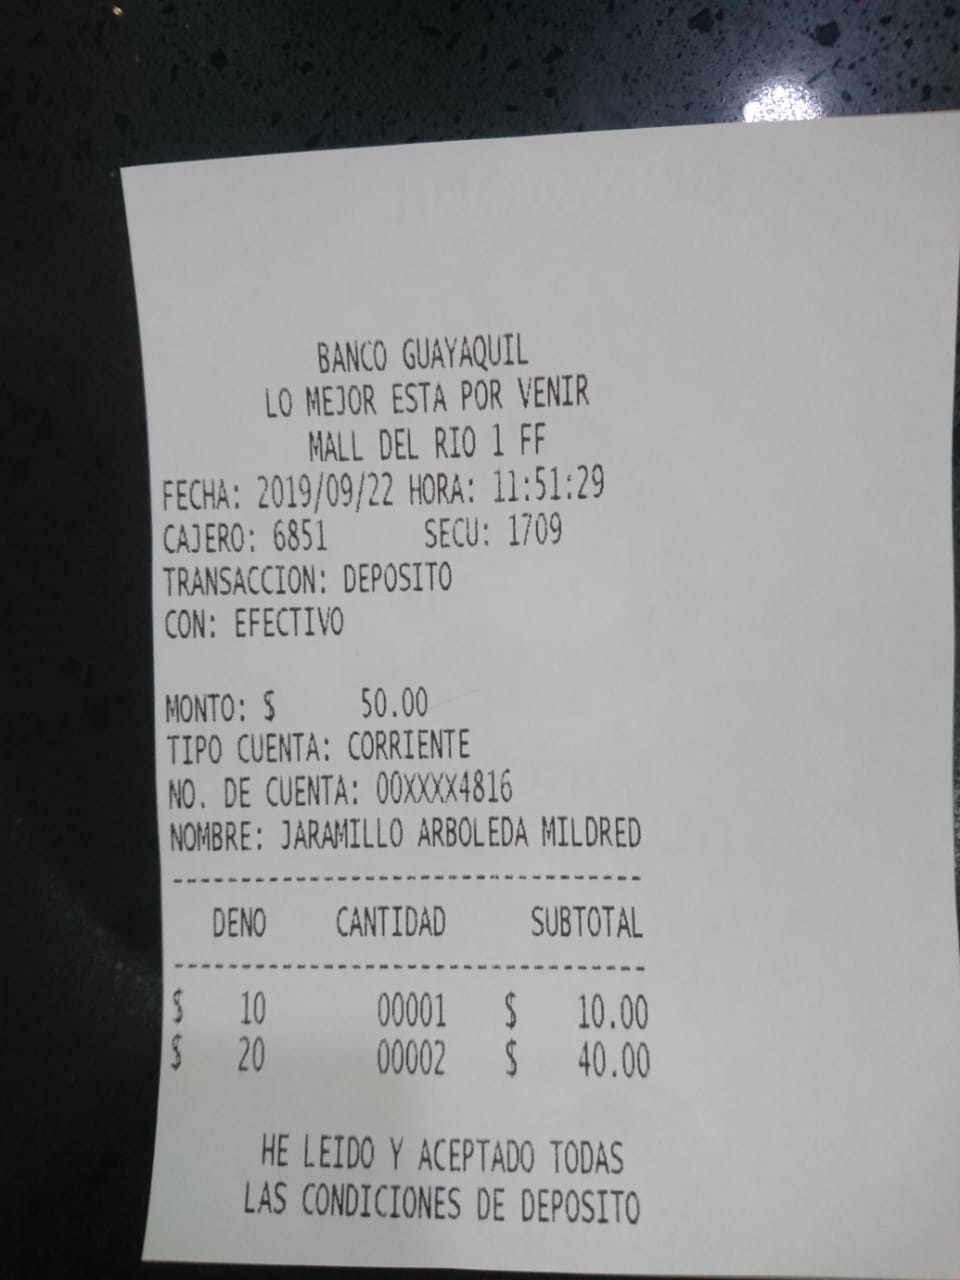 BANCO GUAYAQUIL
LO MEJOR ESTA POR VENIR
MALL DEL RIO 1 FF
FECHA: 2019/09/22 HORA: 11:51:29
CAJERO: 6851 SECU: 1709
TRANSACCION: DEPOSITO
CON: EFECTIVO
MONTO: $ 50.00
TIPO CUENTA: CORRIENTE
NO. DE CUENTA: 00XXXX4816
NOMBRE: JARAMILLO ARBOLEDA MILDRED
----------------------------------
DENO CANTIDAD SUBTOTAL
----------------------------------
$ 10 00001 $ 10.00
$ 20 00002 $ 40.00
HE LEIDO Y ACEPTADO TODAS
LAS CONDICIONES DE DEPOSITO